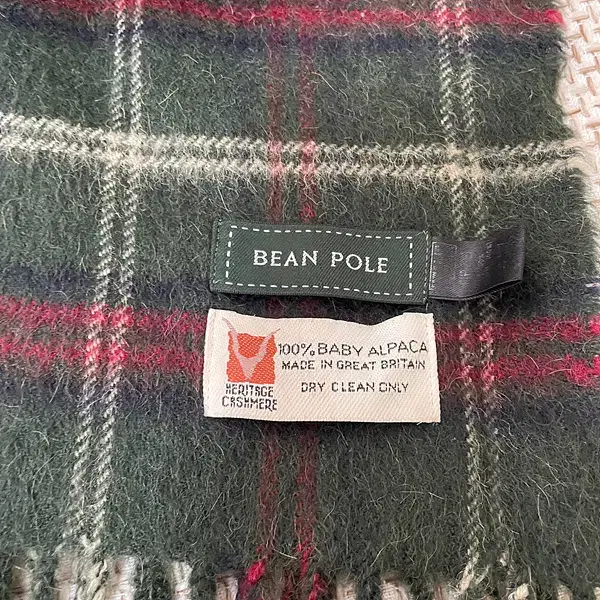 BEAN POLE
100% BABY ALPACA
MADE IN GREAT BRITAIN
DRY CLEAN ONLY
HERITAGE
CASHMERE